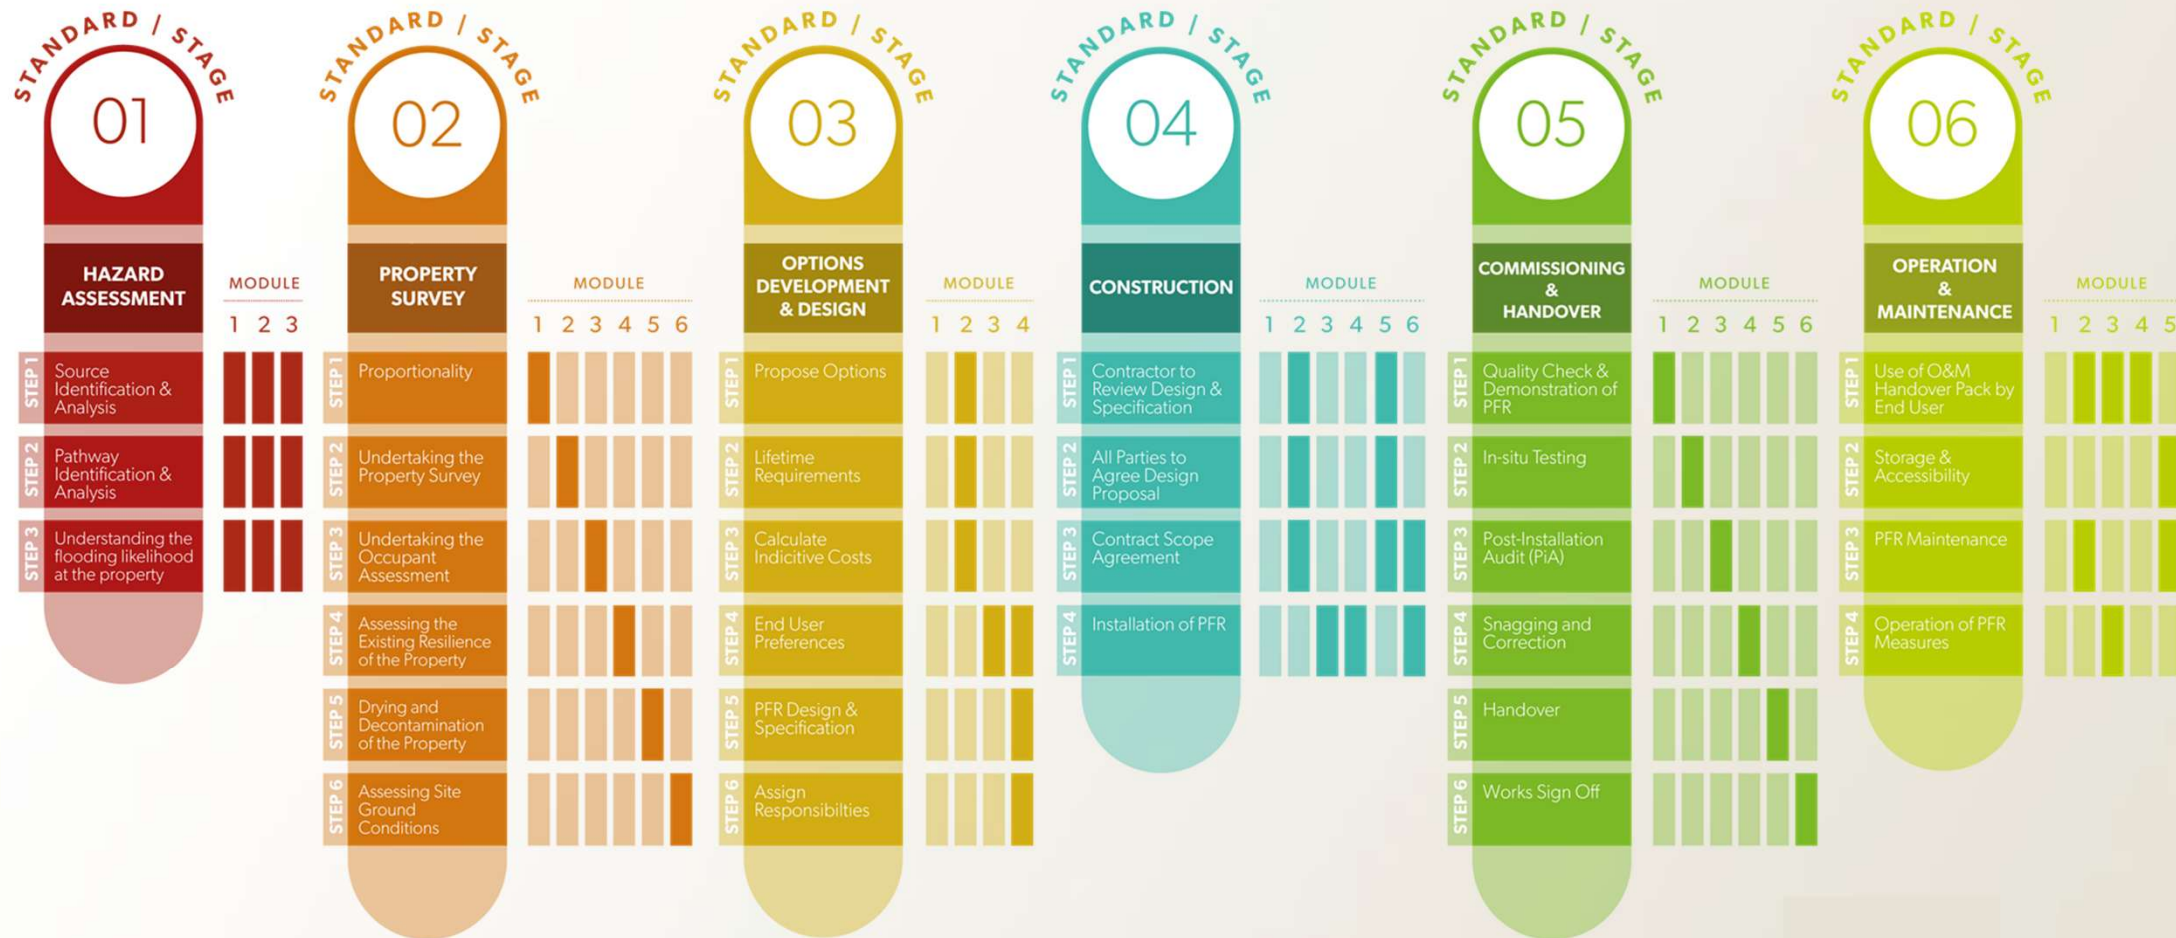 STANDARD / STAGE
01
HAZARD
ASSESSMENT
MODULE
1 2 3
STEP 1
Source
Identification &
Analysis
STEP 2
Pathway
Identification &
Analysis
STEP 3
Understanding the
flooding likelihood
at the property
STANDARD / STAGE
02
PROPERTY
SURVEY
MODULE
1 2 3 4 5 6
STEP 1
Proportionality
STEP 2
Undertaking the
Property Survey
STEP 3
Undertaking the
Occupant
Assessment
STEP 4
Assessing the
Existing Resilience
of the Property
STEP 5
Drying and
Decontamination
of the Property
STEP 6
Assessing Site
Ground
Conditions
STANDARD / STAGE
03
OPTIONS
DEVELOPMENT
& DESIGN
MODULE
1 2 3 4
STEP 1
Propose Options
STEP 2
Lifetime
Requirements
STEP 3
Calculate
Indicitive Costs
STEP 4
End User
Preferences
STEP 5
PFR Design &
Specification
STEP 6
Assign
Responsibilties
STANDARD / STAGE
04
CONSTRUCTION
MODULE
1 2 3 4 5 6
STEP 1
Contractor to
Review Design &
Specification
STEP 2
All Parties to
Agree Design
Proposal
STEP 3
Contract Scope
Agreement
STEP 4
Installation of PFR
STANDARD / STAGE
05
COMMISSIONING
&
HANDOVER
MODULE
1 2 3 4 5 6
STEP 1
Quality Check &
Demonstration of
PFR
STEP 2
In-situ Testing
STEP 3
Post-Installation
Audit (PiA)
STEP 4
Snagging and
Correction
STEP 5
Handover
STEP 6
Works Sign Off
STANDARD / STAGE
06
OPERATION
&
MAINTENANCE
MODULE
1 2 3 4 5
STEP 1
Use of O&M
Handover Pack by
End User
STEP 2
Storage &
Accessibility
STEP 3
PFR Maintenance
STEP 4
Operation of PFR
Measures